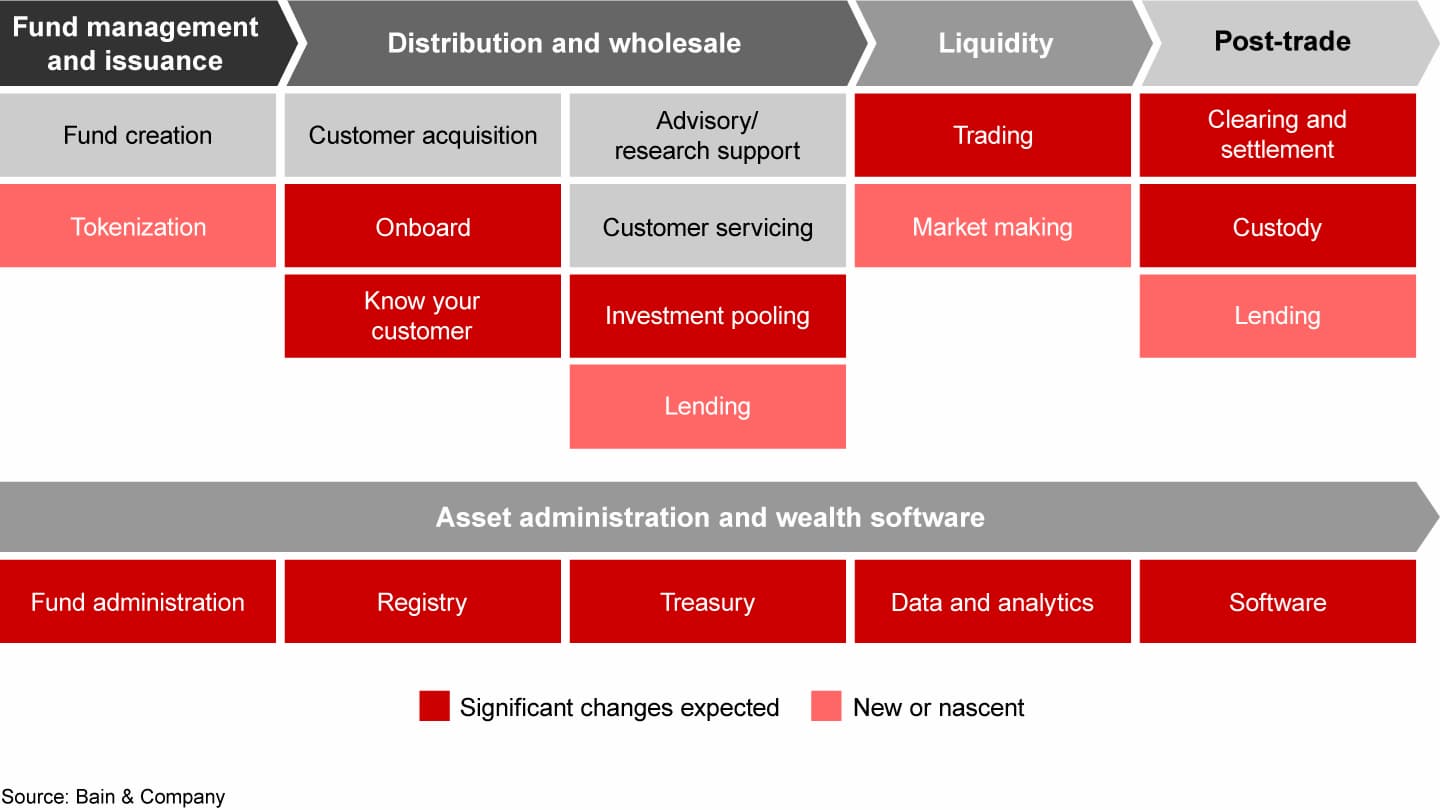 Fund management
and issuance
Distribution and wholesale
Liquidity
Post-trade
Fund creation
Customer acquisition
Advisory/
research support
Trading
Clearing and
settlement
Tokenization
Onboard
Customer servicing
Market making
Custody
Know your
customer
Investment pooling
Lending
Lending
Asset administration and wealth software
Fund administration
Registry
Treasury
Data and analytics
Software
Significant changes expected
New or nascent
Source: Bain & Company